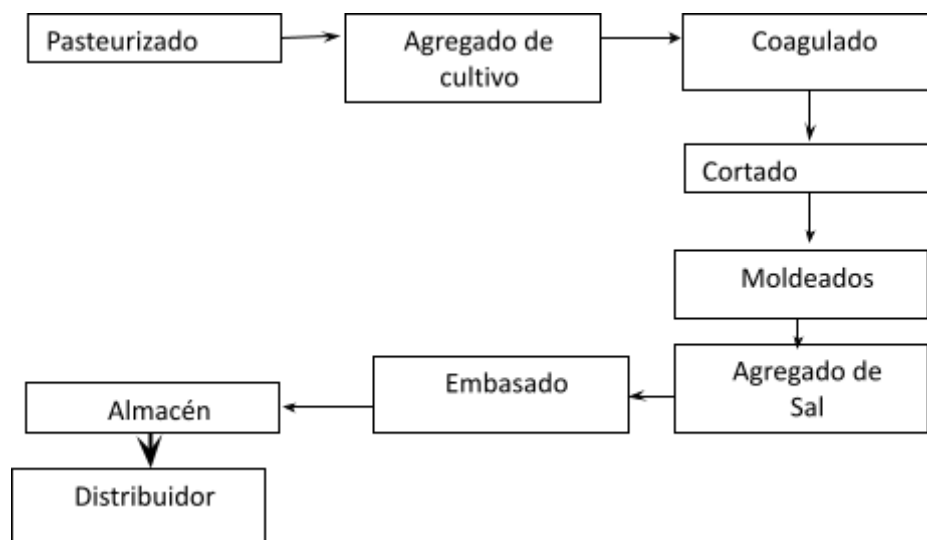 Pasteurizado
Agregado de
cultivo
Coagulado
Cortado
Moldeados
Agregado de
Sal
Embasado
Almacén
Distribuidor